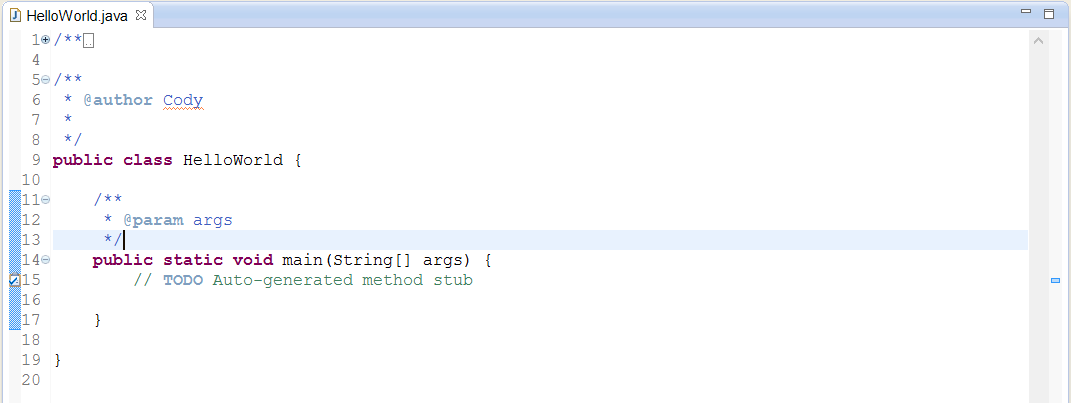 HelloWorld.java
1 /**
4
5 /**
6  * @author Cody
7  *
8  */
9 public class HelloWorld {
10
11     /**
12      * @param args
13      */
14     public static void main(String[] args) {
15         // TODO Auto-generated method stub
16
17     }
18
19 }
20